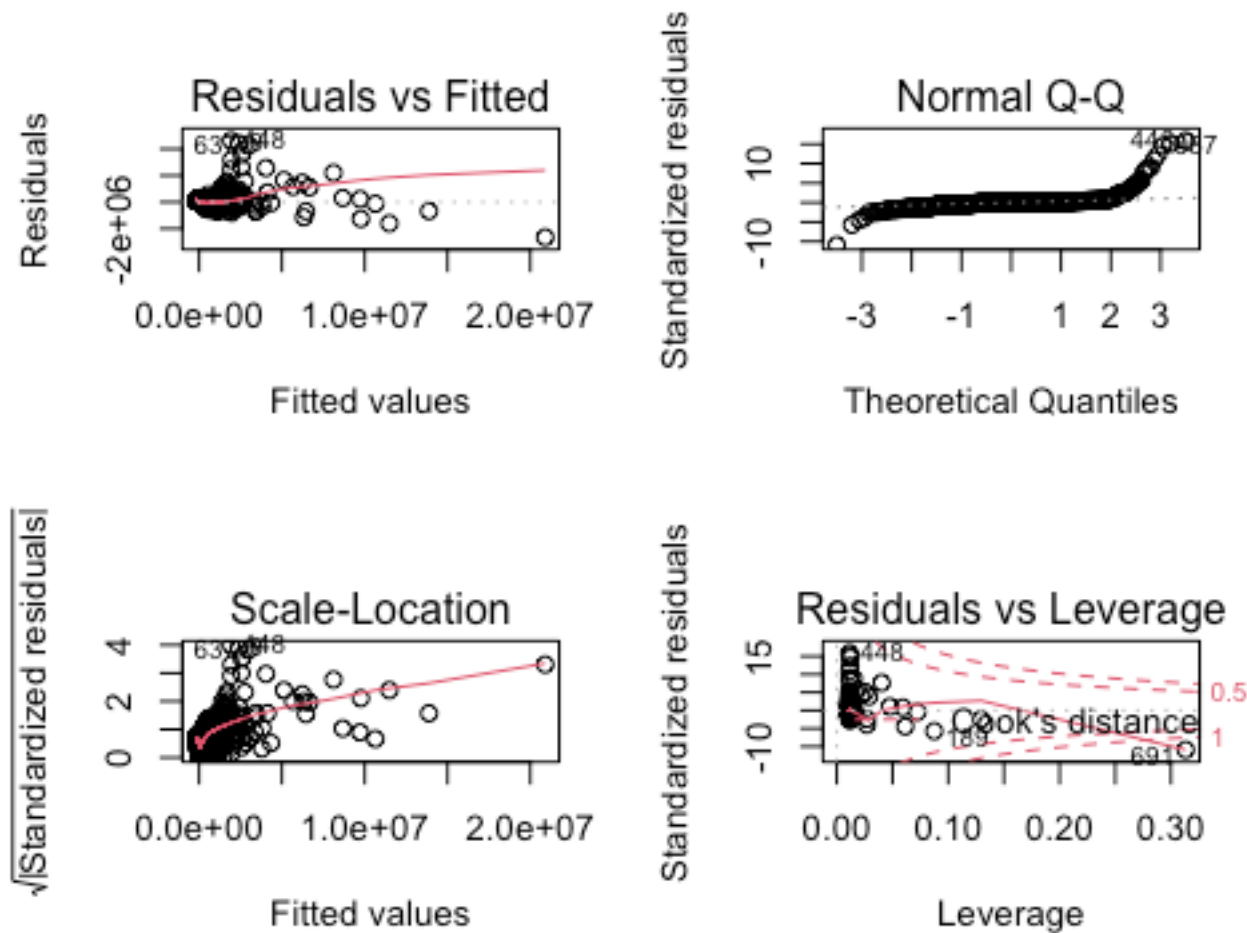 Residuals vs Fitted
Residuals
-2e+06
448
0.0e+00 1.0e+07 2.0e+07
Fitted values
Normal Q-Q
Standardized residuals
-10 10
-3 -1 1 2 3
Theoretical Quantiles
Scale-Location
√|Standardized residuals|
0 2 4
448
0.0e+00 1.0e+07 2.0e+07
Fitted values
Residuals vs Leverage
Standardized residuals
-10 15
448
Cook's distance
189
691
0.5
1
0.00 0.10 0.20 0.30
Leverage